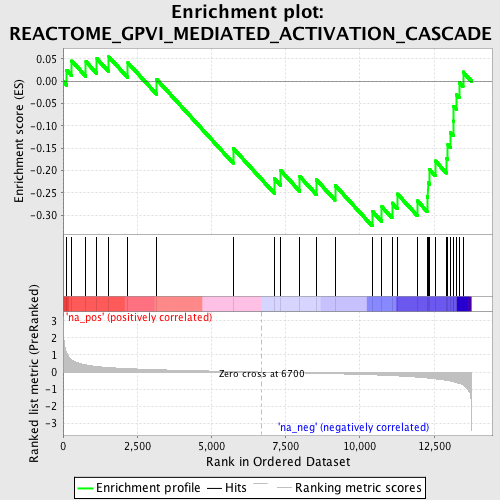 Enrichment plot:
REACTOME_GPVI_MEDIATED_ACTIVATION_CASCADE
Enrichment score (ES)
0.05
0.00
-0.05
-0.10
-0.15
-0.20
-0.25
-0.30
'na_pos' (positively correlated)
Ranked list metric (PreRanked)
3
2
1
0
-1
-2
-3
Zero cross at 6700
'na_neg' (negatively correlated)
0
2,500
5,000
7,500
10,000
12,500
Rank in Ordered Dataset
Enrichment profile
Hits
Ranking metric scores